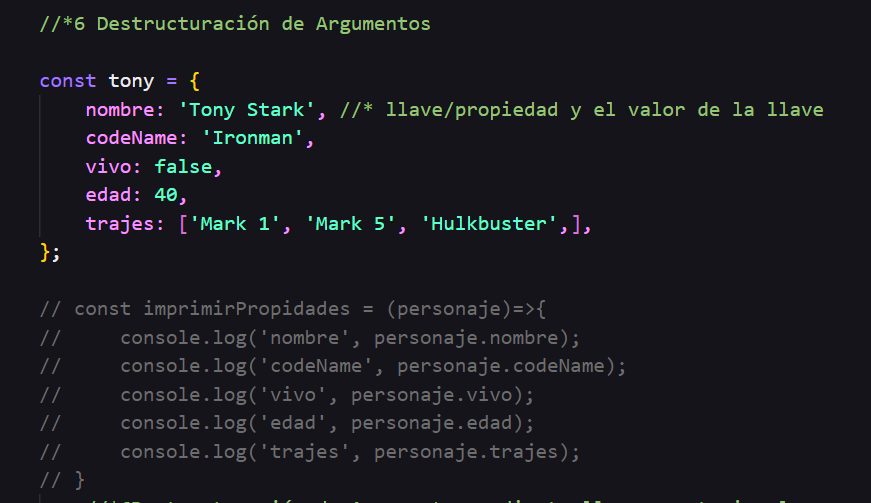 //*6 Destructuración de Argumentos
const tony = {
nombre: 'Tony Stark', //* llave/propiedad y el valor de la llave
codeName: 'Ironman',
vivo: false,
edad: 40,
trajes: ['Mark 1', 'Mark 5', 'Hulkbuster',],
};
// const imprimirPropidades = (personaje)=>{
//     console.log('nombre', personaje.nombre);
//     console.log('codeName', personaje.codeName);
//     console.log('vivo', personaje.vivo);
//     console.log('edad', personaje.edad);
//     console.log('trajes', personaje.trajes);
// }